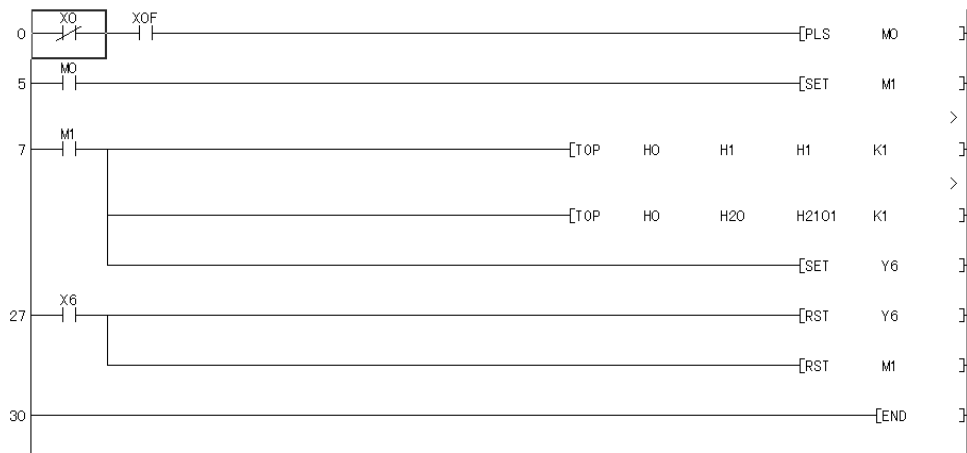 X0 X0F
0 [PLS M0 ]
M0
5 [SET M1 ]
>
M1
7 [TOP H0 H1 H1 K1 ]
>
[TOP H0 H20 H2101 K1 ]
[SET Y6 ]
X6
27 [RST Y6 ]
[RST M1 ]
30 [END ]